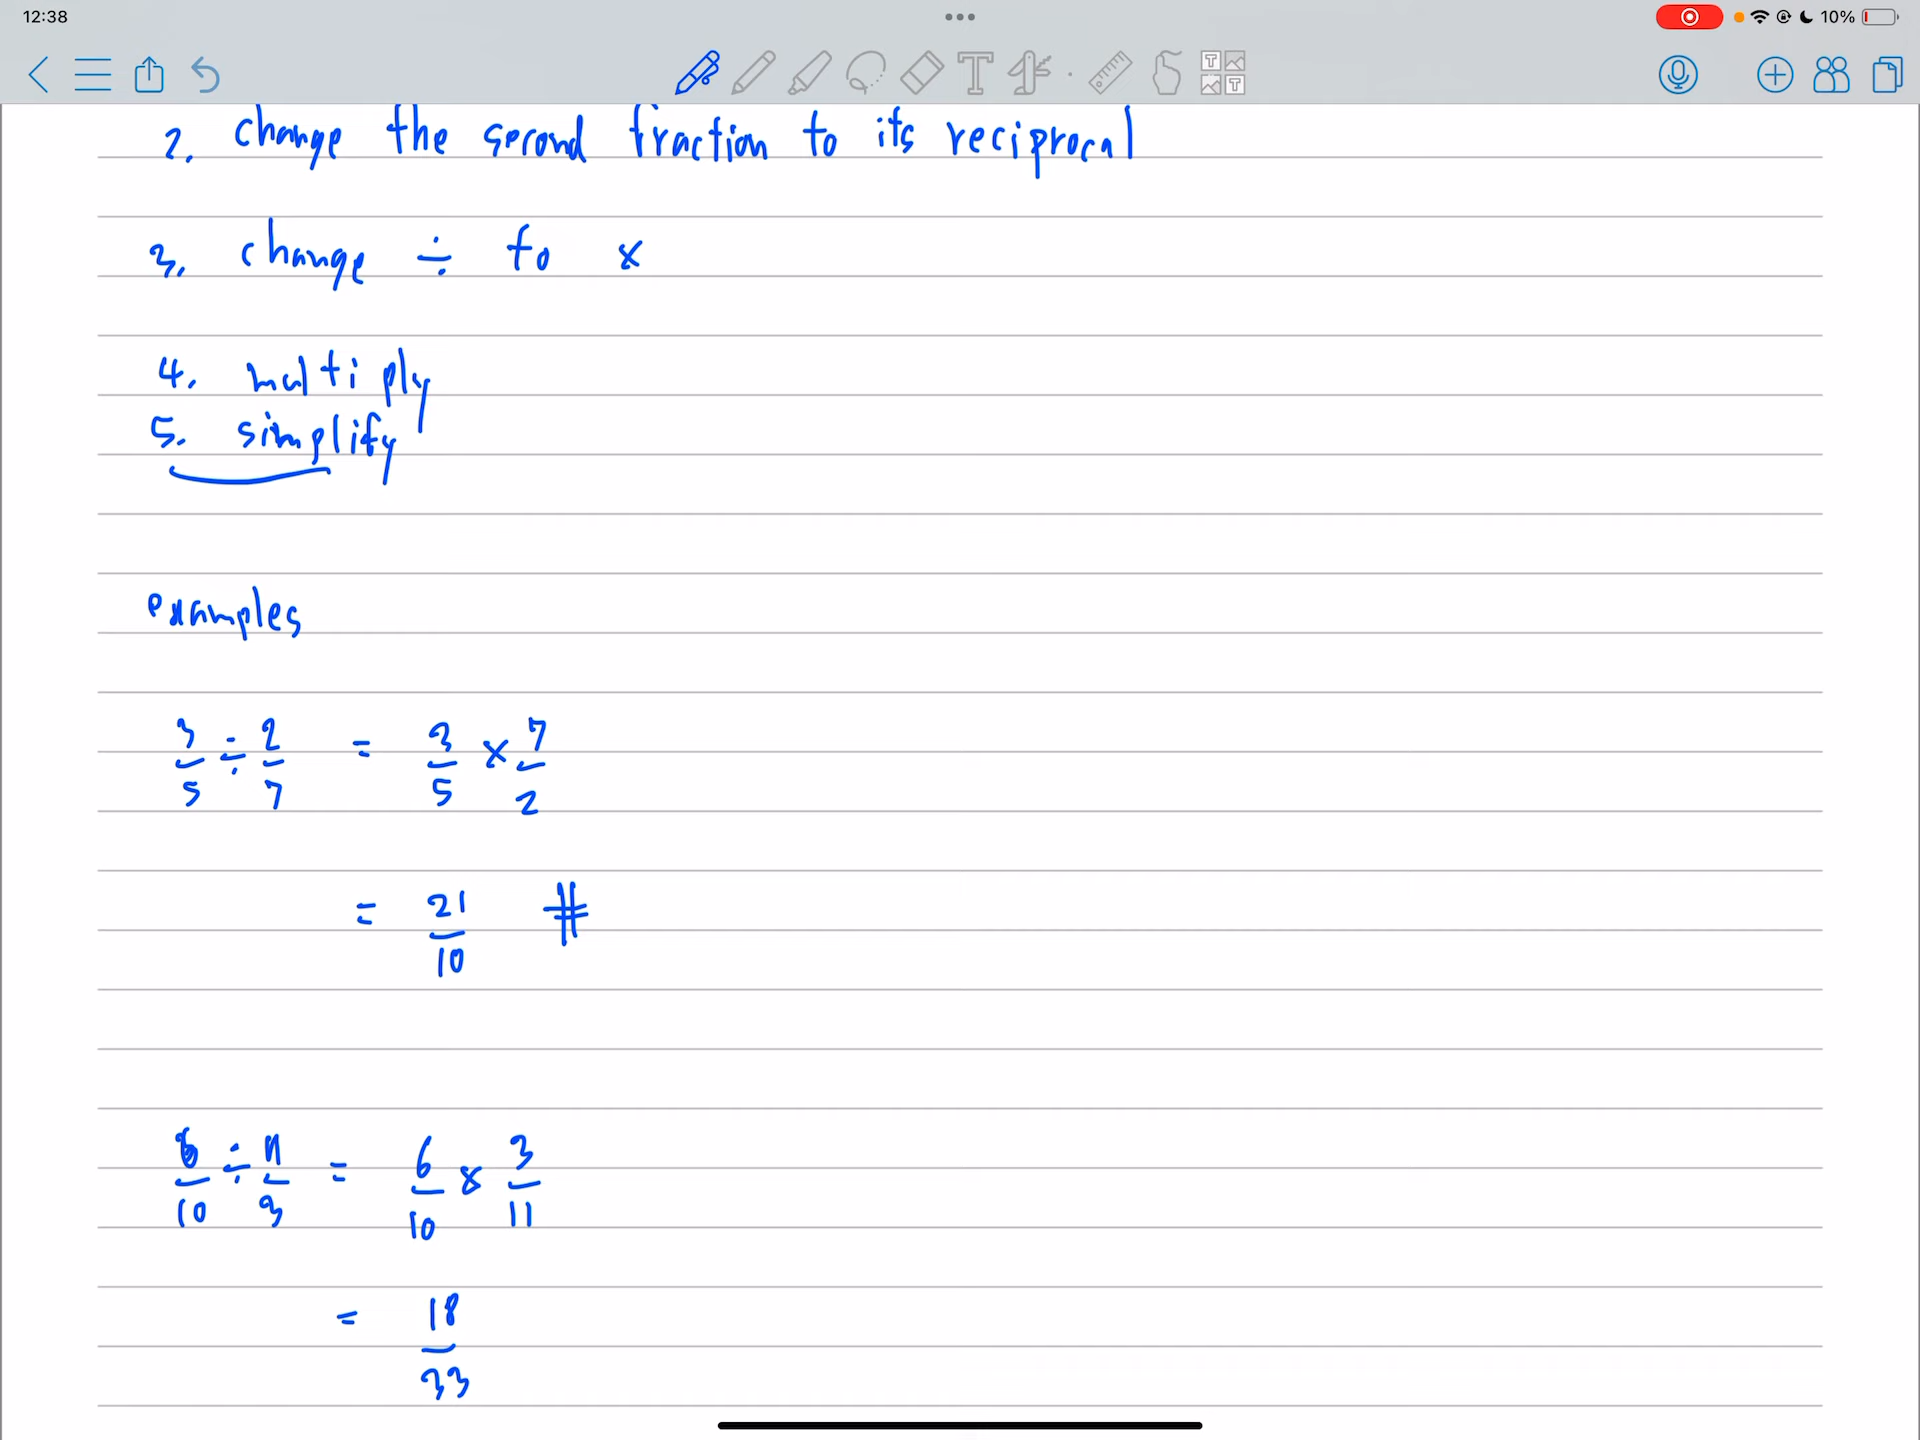 12:38
10%
2. change the second fraction to its reciprocal
3. change ÷ to ×
4. multiply
5. simplify
examples
3/5 ÷ 2/7 = 3/5 × 7/2
= 21/10 #
6/10 ÷ 11/3 = 6/10 × 3/11
= 18/33